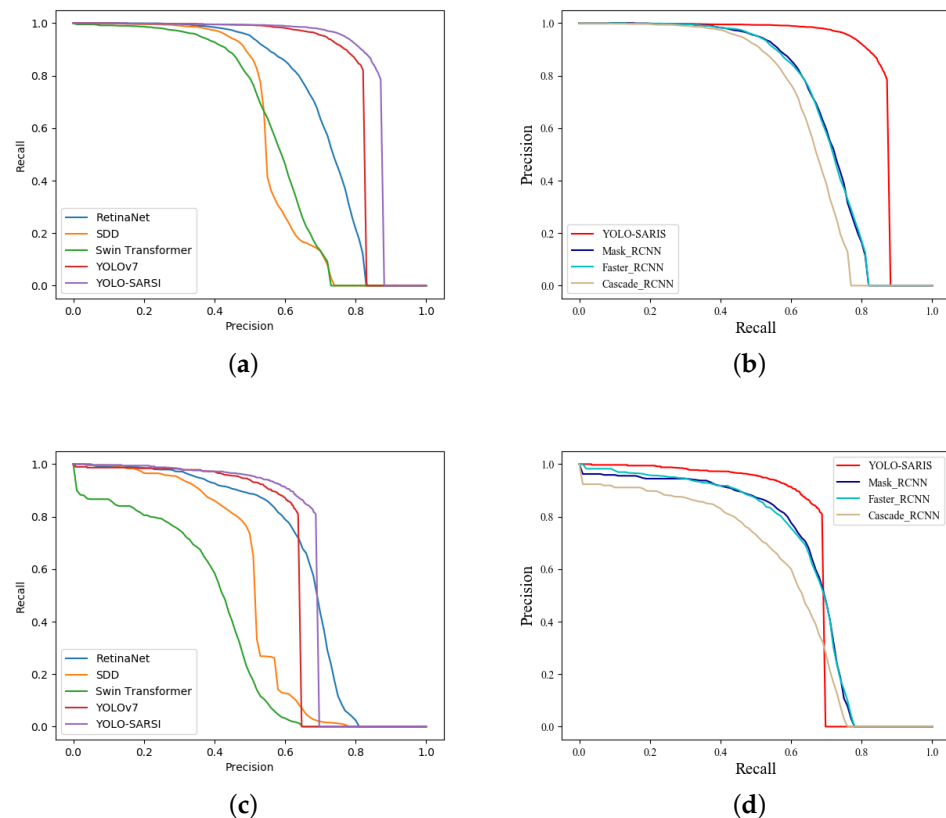 1.0
0.8
0.6
0.4
0.2
0.0
Recall
RetinaNet
SDD
Swin Transformer
YOLOv7
YOLO-SARSI
0.0 0.2 0.4 0.6 0.8 1.0
Precision
(a)
1.0
0.8
0.6
0.4
0.2
0.0
Precision
YOLO-SARIS
Mask_RCNN
Faster_RCNN
Cascade_RCNN
0.0 0.2 0.4 0.6 0.8 1.0
Recall
(b)
1.0
0.8
0.6
0.4
0.2
0.0
Recall
RetinaNet
SDD
Swin Transformer
YOLOv7
YOLO-SARSI
0.0 0.2 0.4 0.6 0.8 1.0
Precision
(c)
1.0
0.8
0.6
0.4
0.2
0.0
Precision
YOLO-SARIS
Mask_RCNN
Faster_RCNN
Cascade_RCNN
0.0 0.2 0.4 0.6 0.8 1.0
Recall
(d)